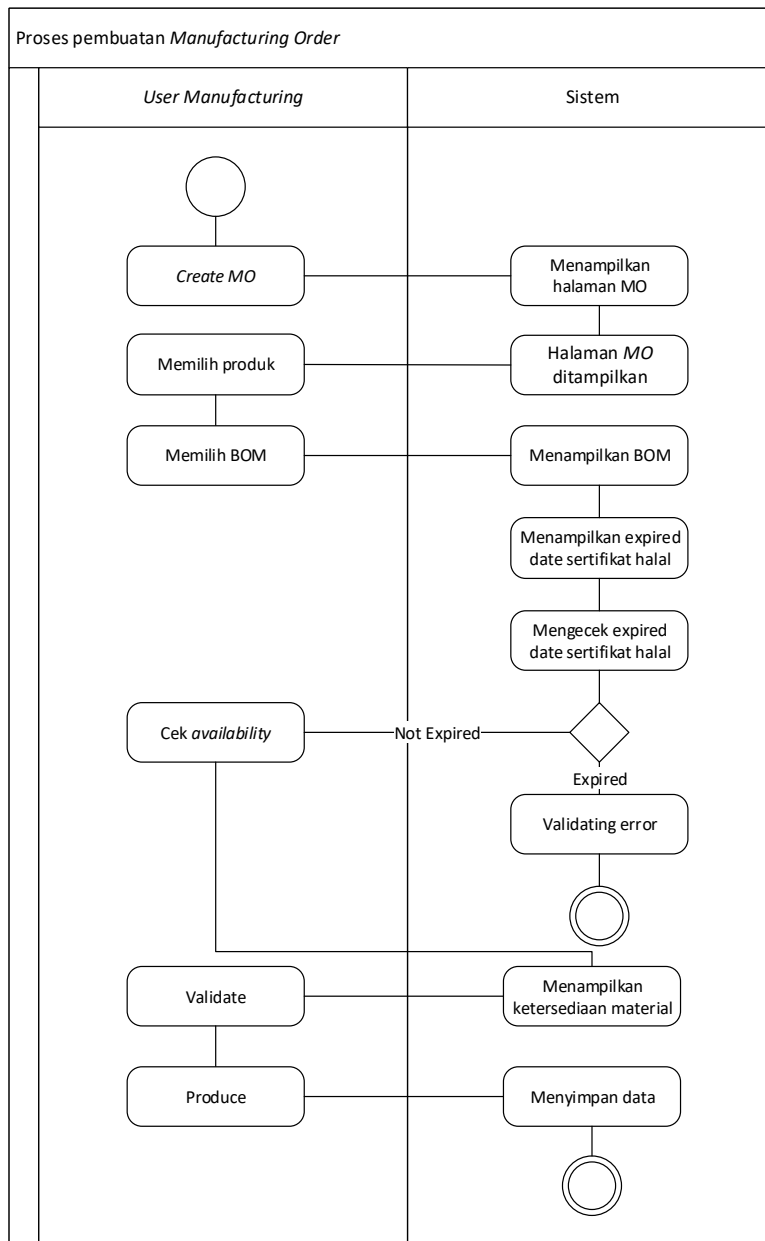 Proses pembuatan Manufacturing Order
User Manufacturing
Sistem
Create MO
Menampilkan
halaman MO
Memilih produk
Halaman MO
ditampilkan
Memilih BOM
Menampilkan BOM
Menampilkan expired
date sertifikat halal
Mengecek expired
date sertifikat halal
Cek availability
Not Expired
Expired
Validating error
Validate
Menampilkan
ketersediaan material
Produce
Menyimpan data